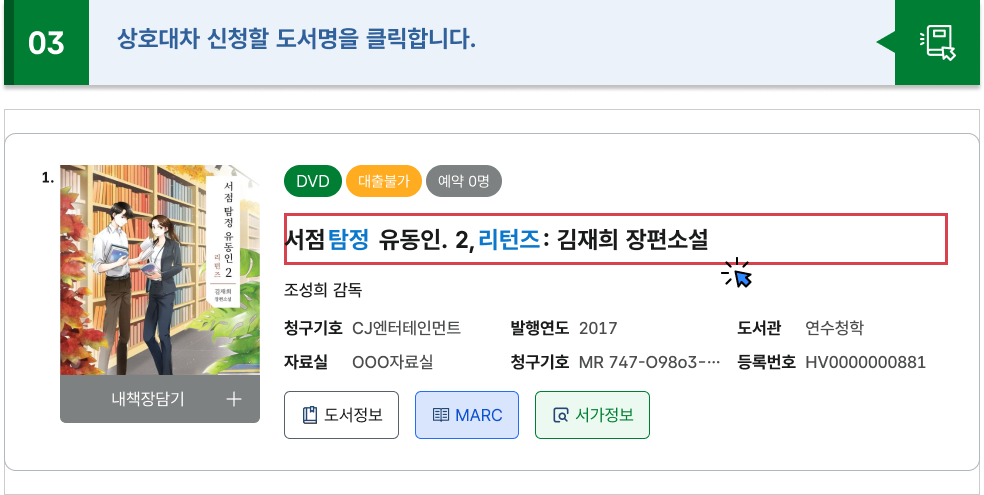 03
상호대차 신청할 도서명을 클릭합니다.
1.
서점 탐정 유동인 2
리턴즈
김재희
장편소설
내책장담기
DVD 대출불가 예약 0명
서점탐정 유동인. 2,리턴즈: 김재희 장편소설
조성희 감독
청구기호 CJ엔터테인먼트 발행연도 2017 도서관 연수청학
자료실 OOO자료실 청구기호 MR 747-O98o3-··· 등록번호 HV0000000881
도서정보 MARC 서가정보